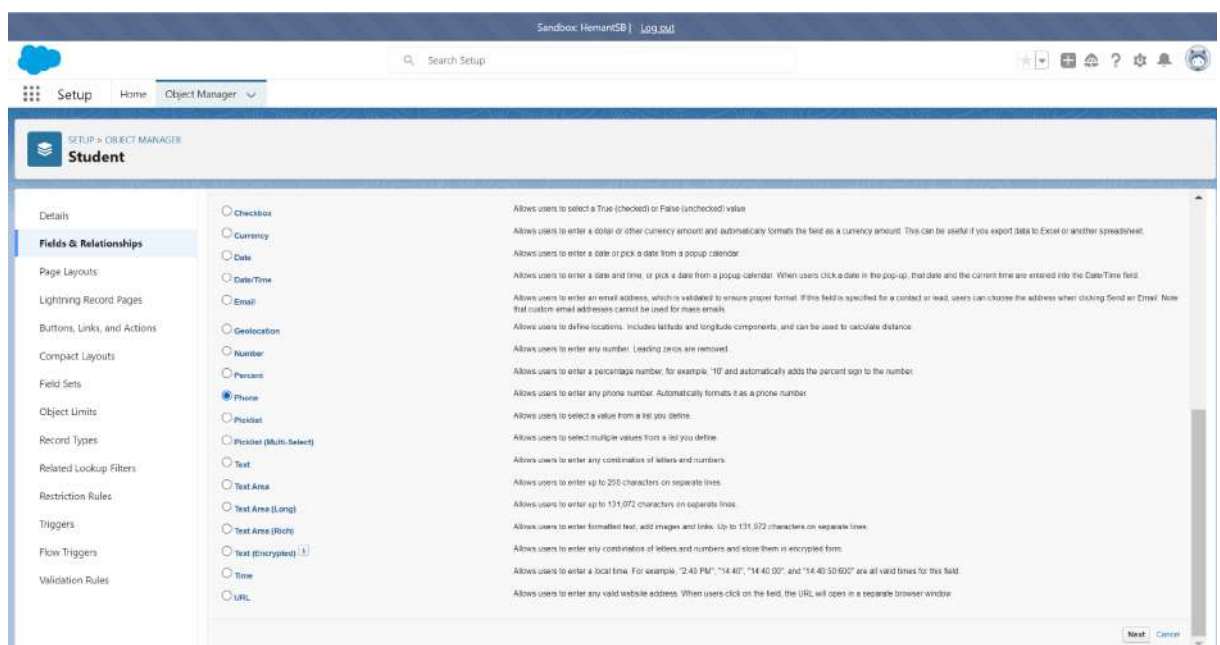 Sandbox: HemantSB | Log out
Search Setup
Setup Home Object Manager
SETUP > OBJECT MANAGER
Student
Details
Fields & Relationships
Page Layouts
Lightning Record Pages
Buttons, Links, and Actions
Compact Layouts
Field Sets
Object Limits
Record Types
Related Lookup Filters
Restriction Rules
Triggers
Flow Triggers
Validation Rules
Checkbox Allows users to select a True (checked) or False (unchecked) value.
Currency Allows users to enter a dollar or other currency amount and automatically formats the field as a currency amount. This can be useful if you export data to Excel or another spreadsheet.
Date Allows users to enter a date or pick a date from a popup calendar.
Date/Time Allows users to enter a date and time, or pick a date from a popup calendar. When users click a date in the pop-up, that date and the current time are entered into the Date/Time field.
Email Allows users to enter an email address, which is validated to ensure proper format. If this field is specified for a contact or lead, users can choose the address when clicking Send an Email. Note
that custom email addresses cannot be used for mass emails.
Geolocation Allows users to define locations. Includes latitude and longitude components, and can be used to calculate distance.
Number Allows users to enter any number. Leading zeros are removed.
Percent Allows users to enter a percentage number, for example, '10' and automatically adds the percent sign to the number.
Phone Allows users to enter any phone number. Automatically formats it as a phone number.
Picklist Allows users to select a value from a list you define.
Picklist (Multi-Select) Allows users to select multiple values from a list you define.
Text Allows users to enter any combination of letters and numbers.
Text Area Allows users to enter up to 255 characters on separate lines.
Text Area (Long) Allows users to enter up to 131,072 characters on separate lines.
Text Area (Rich) Allows users to enter formatted text, add images and links. Up to 131,072 characters on separate lines.
Text (Encrypted) i Allows users to enter any combination of letters and numbers and store them in encrypted form.
Time Allows users to enter a local time. For example, "2:40 PM", "14:40", "14:40:00", and "14:40:50.600" are all valid times for this field.
URL Allows users to enter any valid website address. When users click on the field, the URL will open in a separate browser window.
Next Cancel